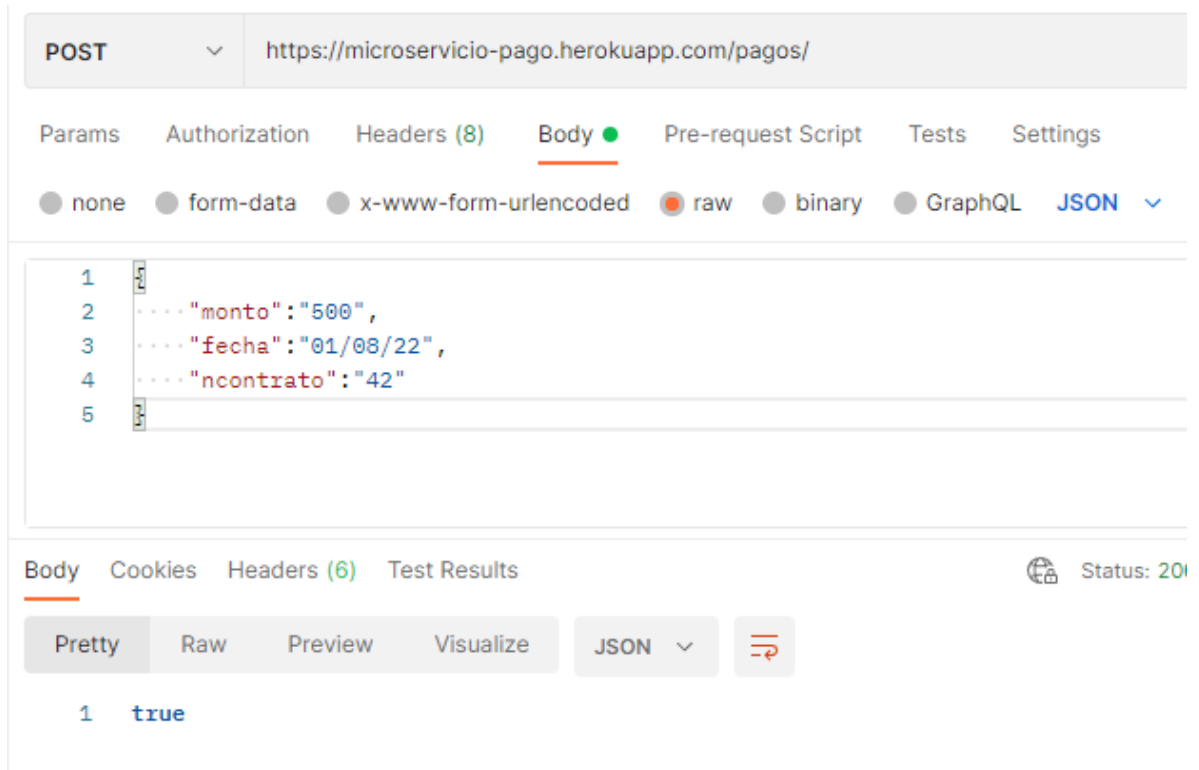 POST https://microservicio-pago.herokuapp.com/pagos/
Params Authorization Headers (8) Body Pre-request Script Tests Settings
none form-data x-www-form-urlencoded raw binary GraphQL JSON
1 {
2 ····"monto":"500",
3 ····"fecha":"01/08/22",
4 ····"ncontrato":"42"
5 }
Body Cookies Headers (6) Test Results Status:
Pretty Raw Preview Visualize JSON
1 true